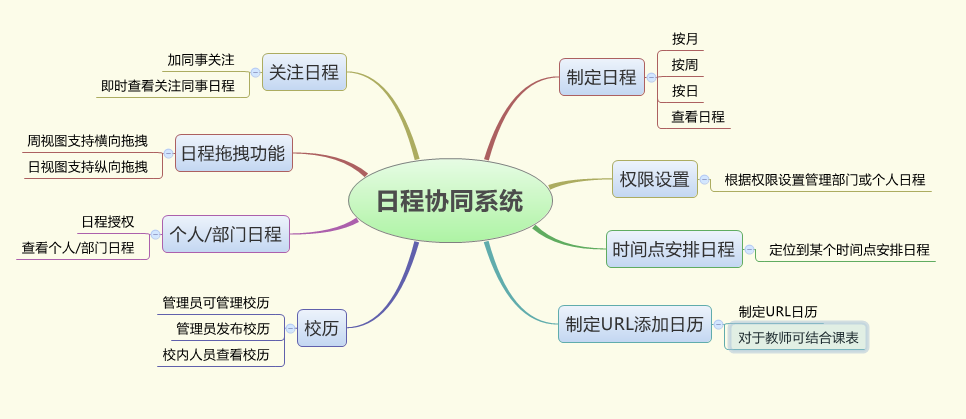 日程协同系统
制定日程
按月
按周
按日
查看日程
权限设置
根据权限设置管理部门或个人日程
时间点安排日程
定位到某个时间点安排日程
制定URL添加日历
制定URL日历
对于教师可结合课表
关注日程
加同事关注
即时查看关注同事日程
日程拖拽功能
周视图支持横向拖拽
日视图支持纵向拖拽
个人/部门日程
日程授权
查看个人/部门日程
校历
管理员可管理校历
管理员发布校历
校内人员查看校历